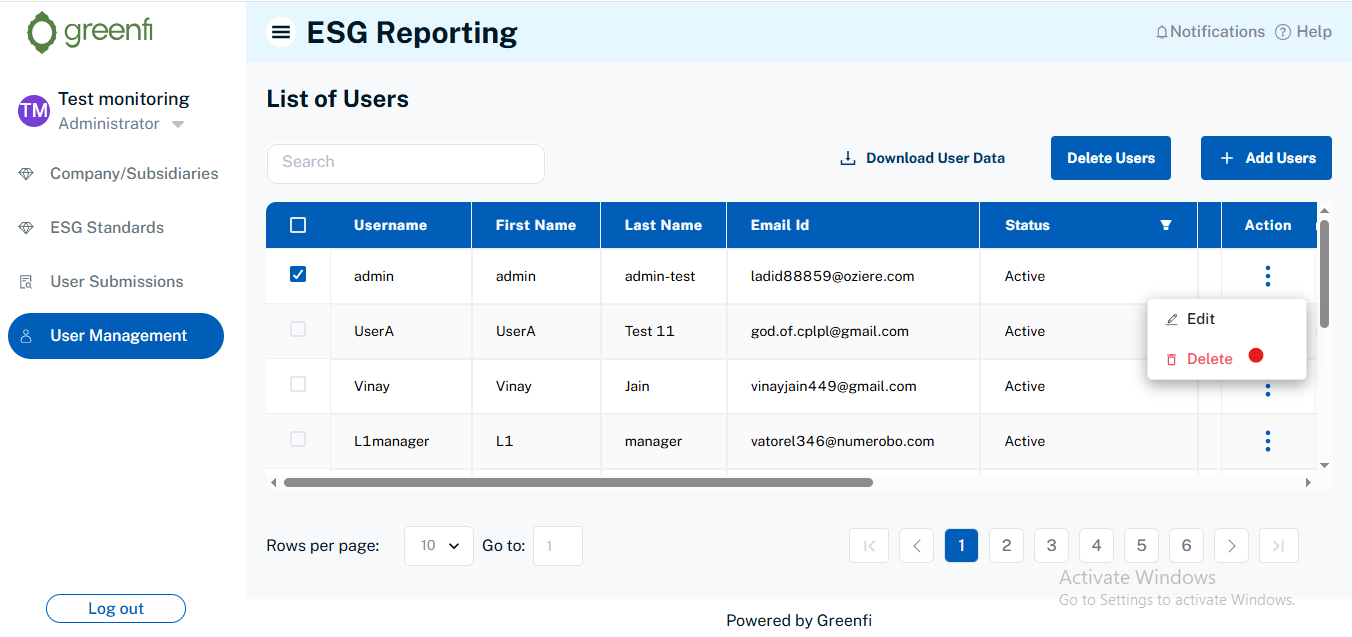 greenfi
ESG Reporting
Notifications
Help
TM
Test monitoring
Administrator
Company/Subsidiaries
ESG Standards
User Submissions
User Management
Log out
List of Users
Search
Download User Data
Delete Users
Add Users
Username First Name Last Name Email Id Status Action
admin admin admin-test ladid88859@oziere.com Active
UserA UserA Test 11 god.of.cplpl@gmail.com Active
Vinay Vinay Jain vinayjain449@gmail.com Active
L1manager L1 manager vatorel346@numerobo.com Active
Edit
Delete
Rows per page: 10 Go to: 1
1 2 3 4 5 6
Activate Windows
Go to Settings to activate Windows.
Powered by Greenfi